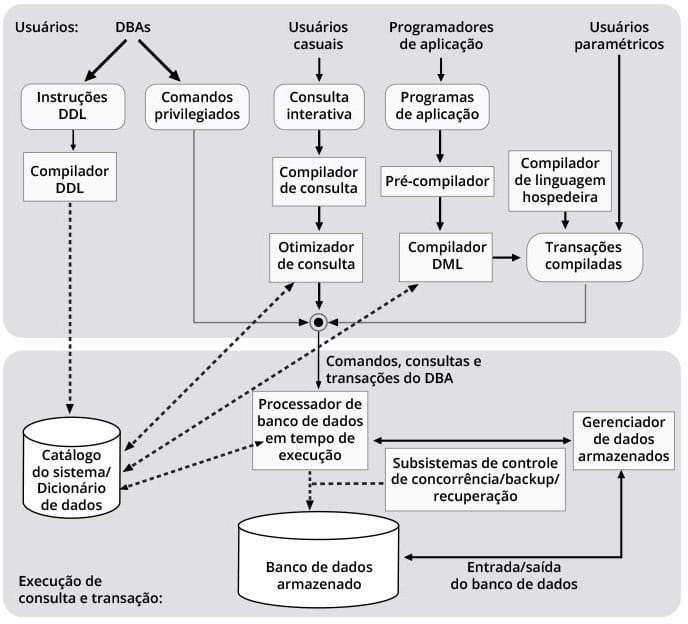 Usuários:
DBAs
Usuários
casuais
Programadores
de aplicação
Usuários
paramétricos
Instruções
DDL
Comandos
privilegiados
Consulta
interativa
Programas
de aplicação
Compilador
DDL
Compilador
de consulta
Pré-compilador
Compilador
de linguagem
hospedeira
Otimizador
de consulta
Compilador
DML
Transações
compiladas
Comandos, consultas e
transações do DBA
Processador de
banco de dados
em tempo de
execução
Gerenciador
de dados
armazenados
Catálogo
do sistema/
Dicionário
de dados
Subsistemas de controle
de concorrência/backup/
recuperação
Banco de dados
armazenado
Entrada/saída
do banco de dados
Execução de
consulta e transação: